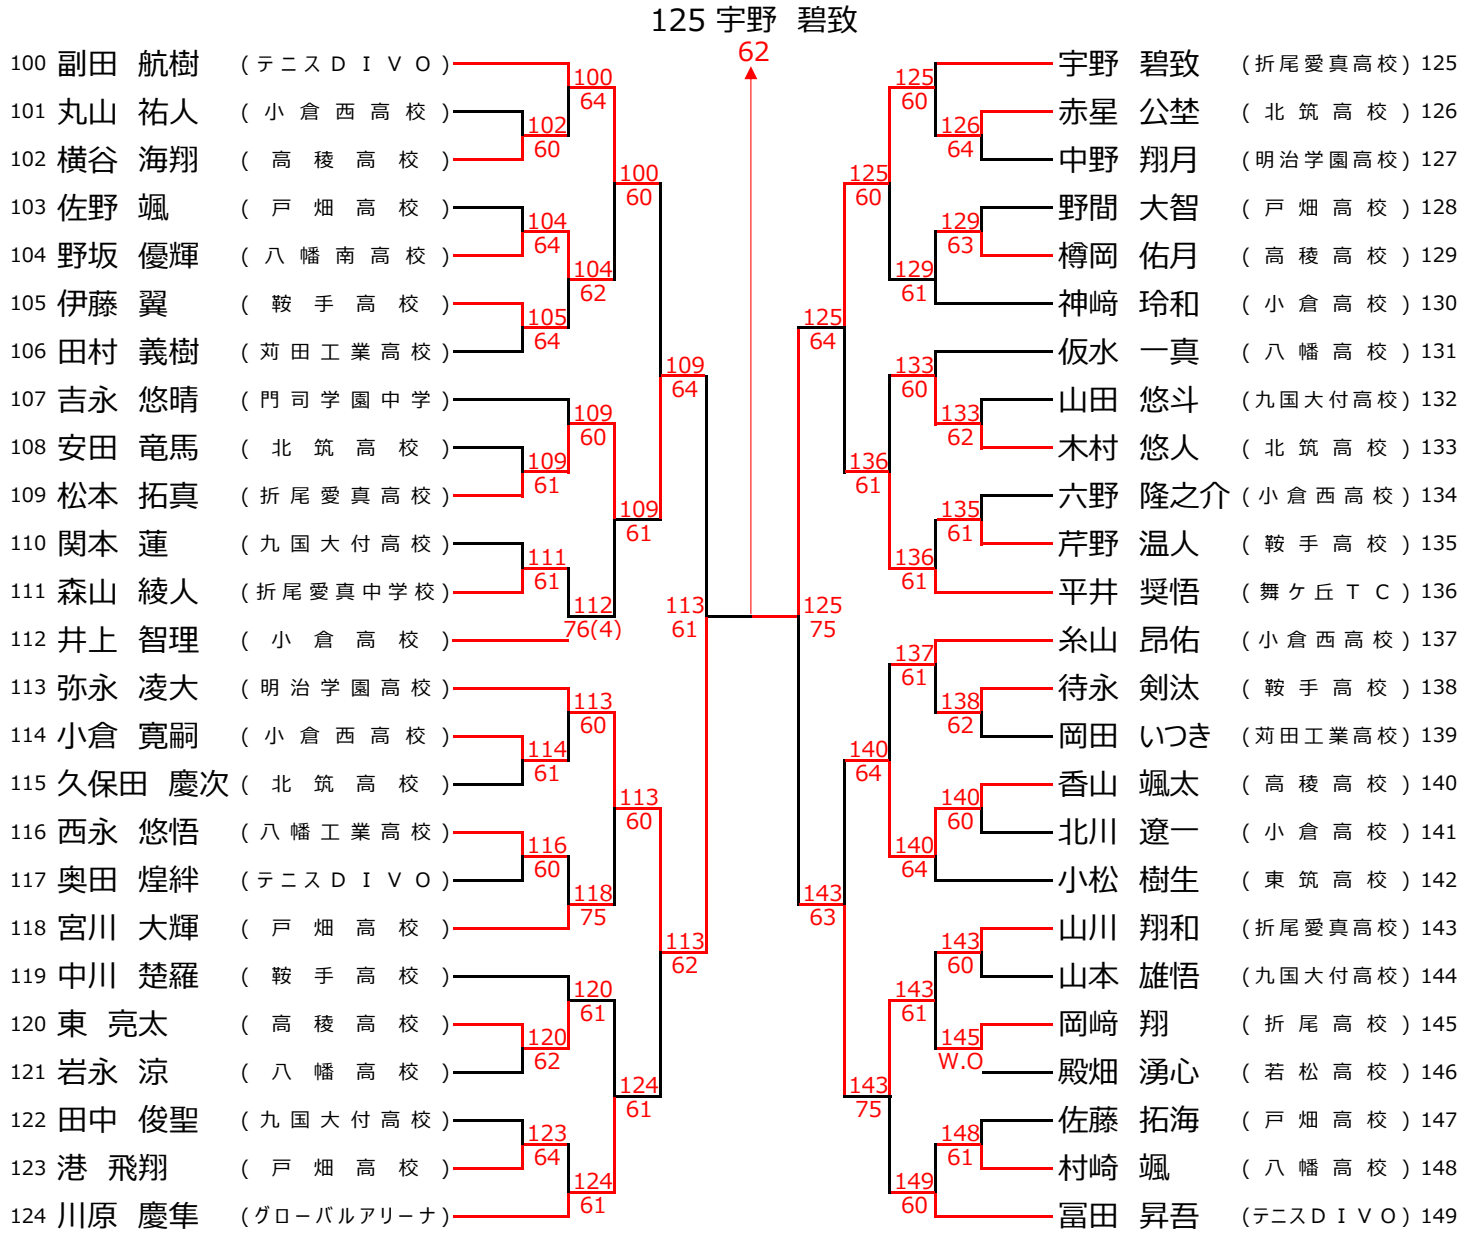 125 宇野 碧致
62
100 副田 航樹 (テニスＤＩＶＯ)
101 丸山 祐人 (小倉西高校)
102 横谷 海翔 (高稜高校)
103 佐野 颯 (戸畑高校)
104 野坂 優輝 (八幡南高校)
105 伊藤 翼 (鞍手高校)
106 田村 義樹 (苅田工業高校)
107 吉永 悠晴 (門司学園中学)
108 安田 竜馬 (北筑高校)
109 松本 拓真 (折尾愛真高校)
110 関本 蓮 (九国大付高校)
111 森山 綾人 (折尾愛真中学校)
112 井上 智理 (小倉高校)
113 弥永 凌大 (明治学園高校)
114 小倉 寛嗣 (小倉西高校)
115 久保田 慶次 (北筑高校)
116 西永 悠悟 (八幡工業高校)
117 奥田 煌絆 (テニスＤＩＶＯ)
118 宮川 大輝 (戸畑高校)
119 中川 楚羅 (鞍手高校)
120 東 亮太 (高稜高校)
121 岩永 涼 (八幡高校)
122 田中 俊聖 (九国大付高校)
123 港 飛翔 (戸畑高校)
124 川原 慶隼 (グローバルアリーナ)
102
60
104
64
105
64
109
61
111
61
114
61
116
60
120
62
123
64
100
64
104
62
109
60
112
76(4)
113
60
118
75
120
61
124
61
100
60
109
61
113
60
124
61
109
64
113
62
113
61
125
75
125
64
143
63
125
60
136
61
140
64
143
75
125
60
129
61
133
60
136
61
137
61
140
64
143
61
149
60
126
64
129
63
133
62
135
61
138
62
140
60
143
60
145
W.O
148
61
宇野 碧致 (折尾愛真高校) 125
赤星 公埜 (北筑高校) 126
中野 翔月 (明治学園高校) 127
野間 大智 (戸畑高校) 128
樽岡 佑月 (高稜高校) 129
神﨑 玲和 (小倉高校) 130
仮水 一真 (八幡高校) 131
山田 悠斗 (九国大付高校) 132
木村 悠人 (北筑高校) 133
六野 隆之介 (小倉西高校) 134
芹野 温人 (鞍手高校) 135
平井 奨悟 (舞ケ丘ＴＣ) 136
糸山 昂佑 (小倉西高校) 137
待永 剣汰 (鞍手高校) 138
岡田 いつき (苅田工業高校) 139
香山 颯太 (高稜高校) 140
北川 遼一 (小倉高校) 141
小松 樹生 (東筑高校) 142
山川 翔和 (折尾愛真高校) 143
山本 雄悟 (九国大付高校) 144
岡﨑 翔 (折尾高校) 145
殿畑 湧心 (若松高校) 146
佐藤 拓海 (戸畑高校) 147
村崎 颯 (八幡高校) 148
冨田 昇吾 (テニスＤＩＶＯ) 149